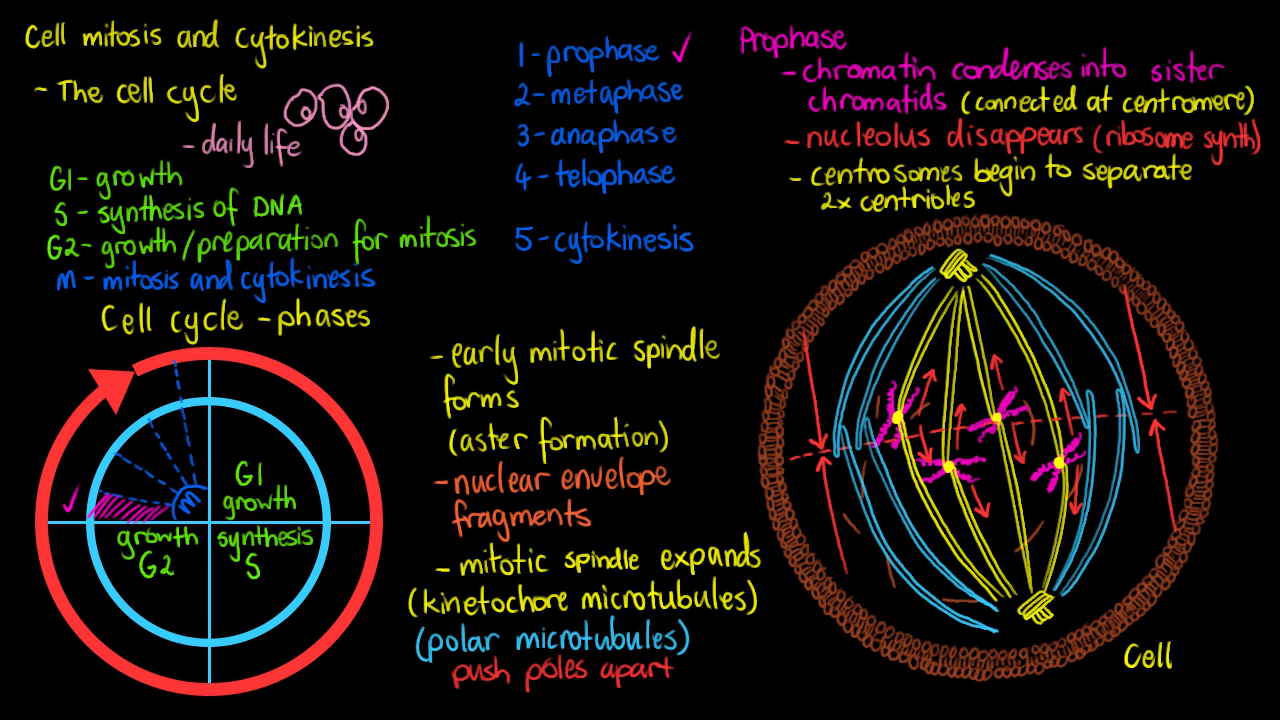 Cell mitosis and cytokinesis
- The cell cycle
- daily life
G1 - growth
S - synthesis of DNA
G2 - growth/preparation for mitosis
M - mitosis and cytokinesis
Cell cycle - phases
M
G1
growth
growth
G2
synthesis
S
1 - prophase ✓
2 - metaphase
3 - anaphase
4 - telophase
5 - cytokinesis
- early mitotic spindle
forms
(aster formation)
- nuclear envelope
fragments
- mitotic spindle expands
(kinetochore microtubules)
(polar microtubules)
push poles apart
Prophase
- chromatin condenses into sister
chromatids (connected at centromere)
- nucleolus disappears (ribosome synth)
- centrosomes begin to separate
2x centrioles
Cell